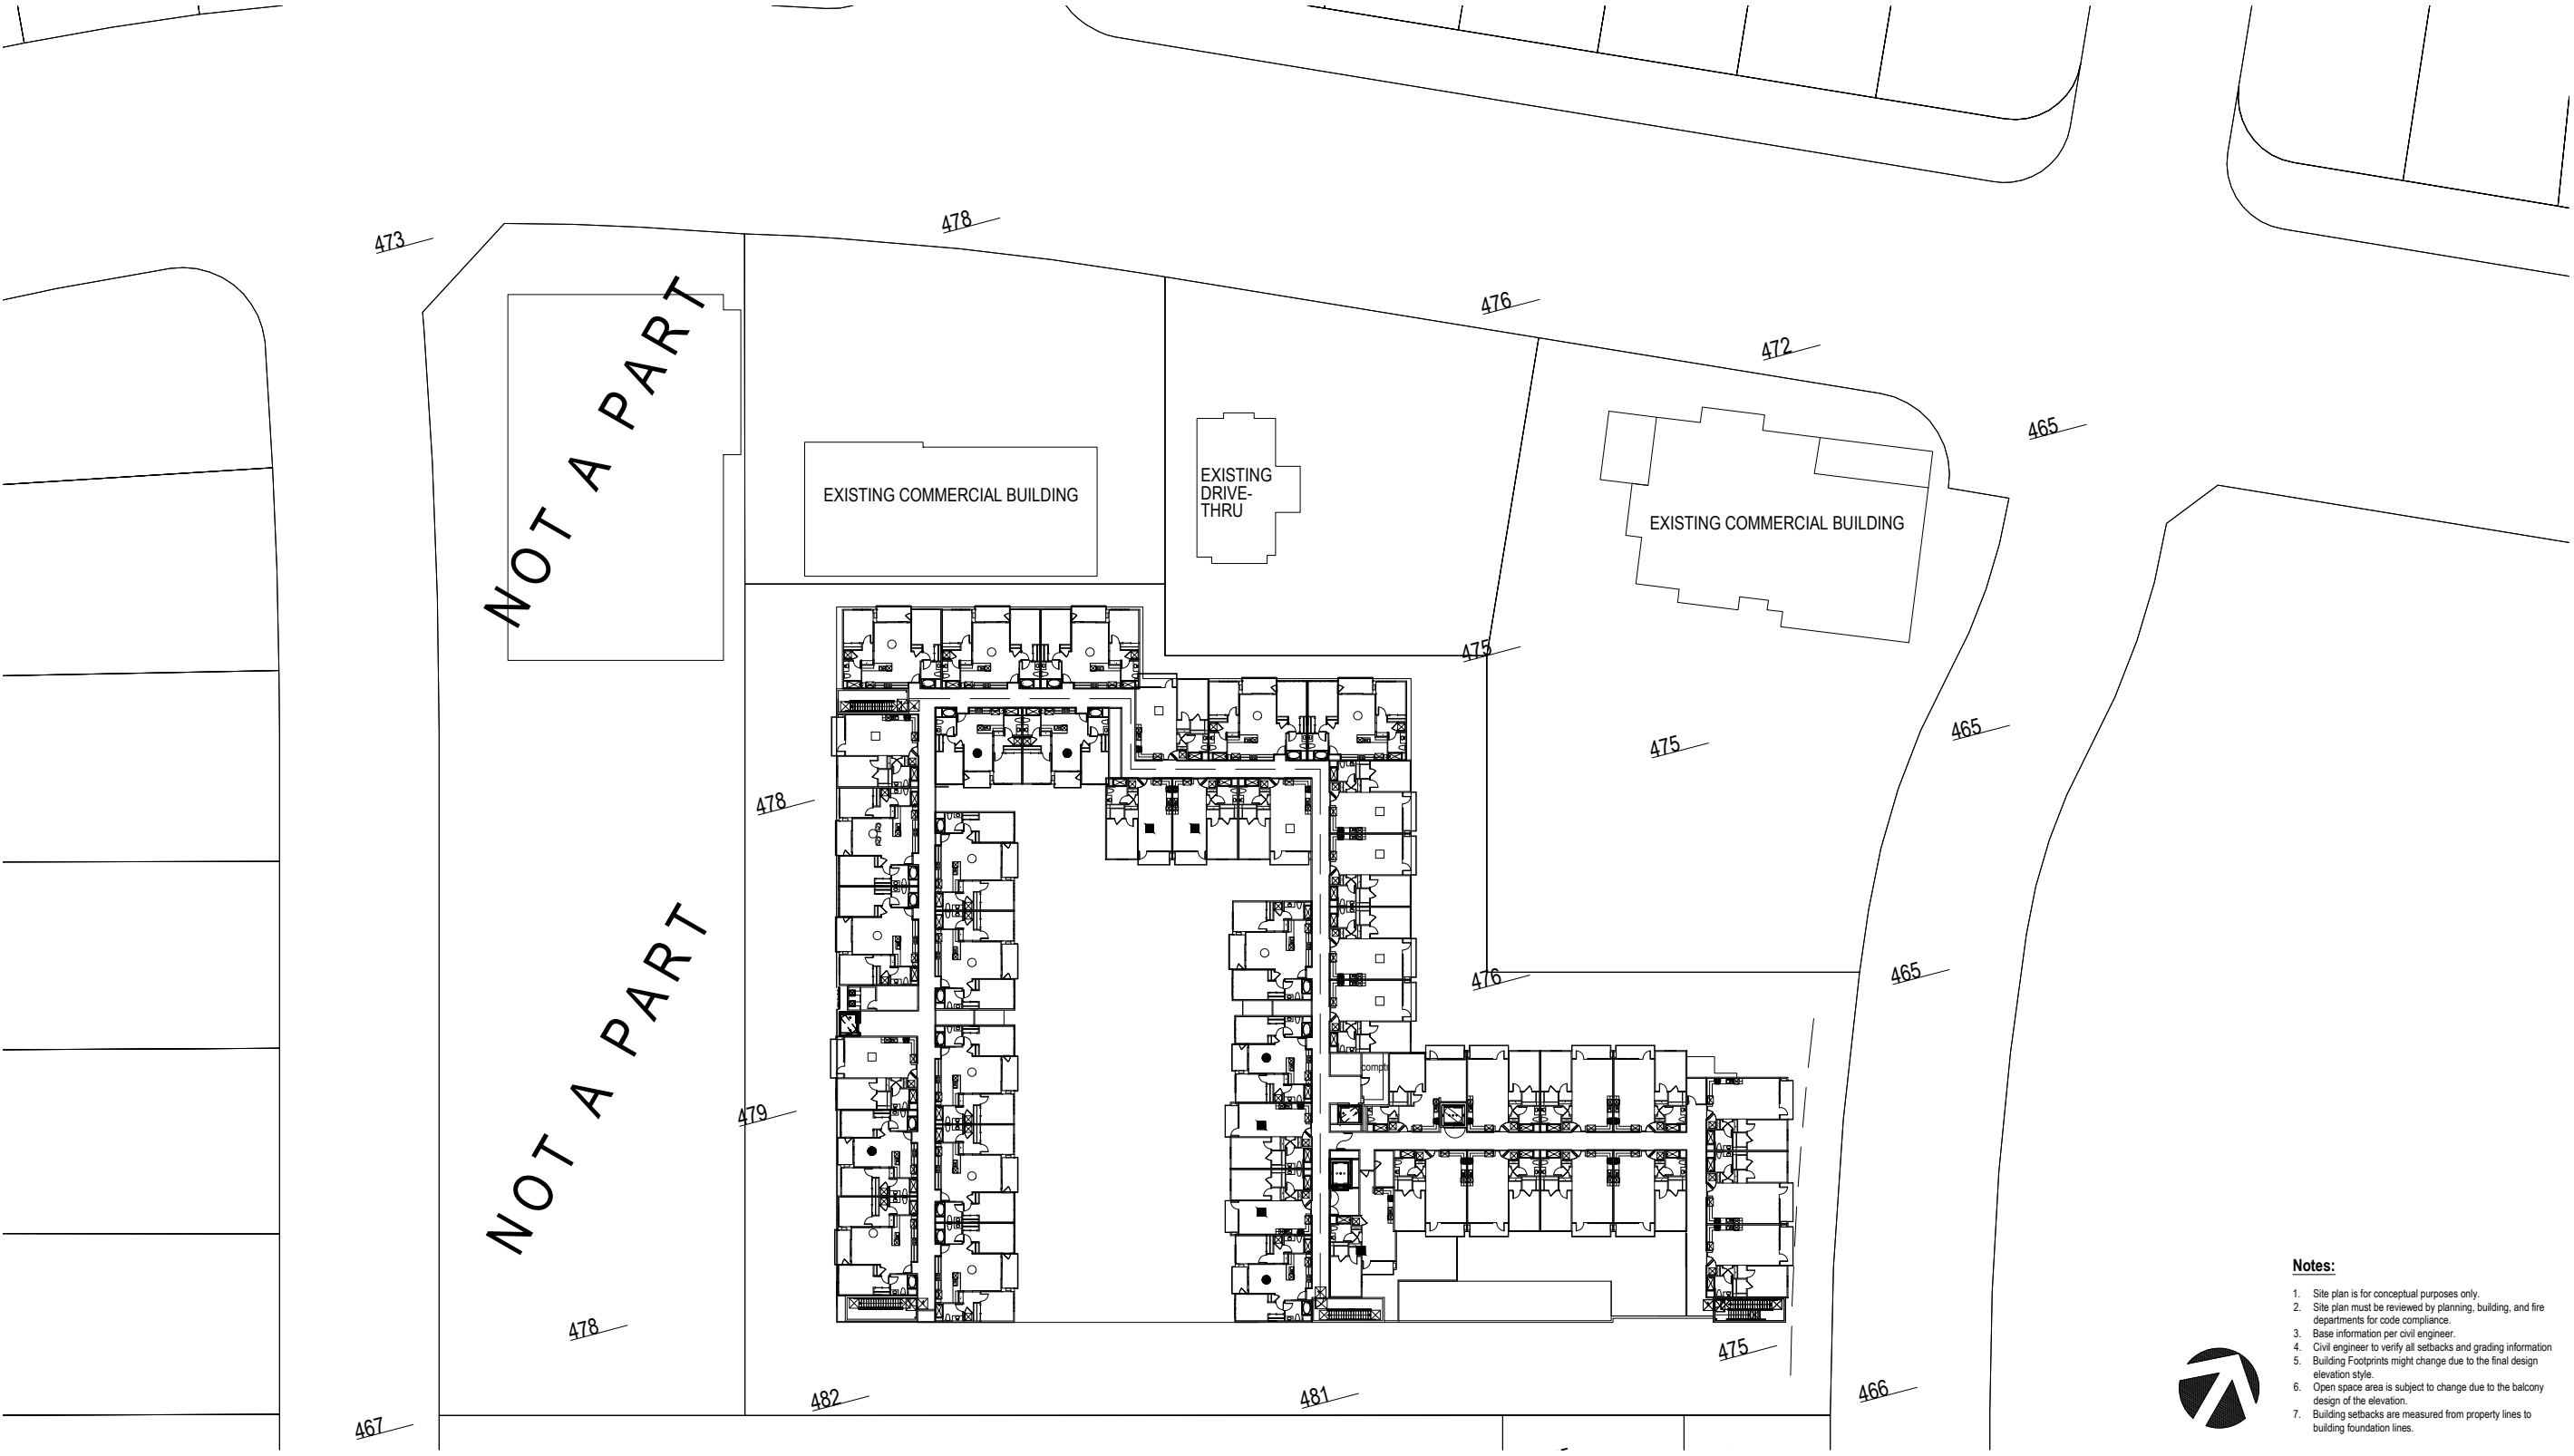 478
473
476
472
465
NOT A PART
EXISTING COMMERCIAL BUILDING
EXISTING
DRIVE-
THRU
EXISTING COMMERCIAL BUILDING
475
465
475
478
476
465
NOT A PART
comptr
479
478
475
482
481
466
467
Notes:
1. Site plan is for conceptual purposes only.
2. Site plan must be reviewed by planning, building, and fire
departments for code compliance.
3. Base information per civil engineer.
4. Civil engineer to verify all setbacks and grading information
5. Building Footprints might change due to the final design
elevation style.
6. Open space area is subject to change due to the balcony
design of the elevation.
7. Building setbacks are measured from property lines to
building foundation lines.